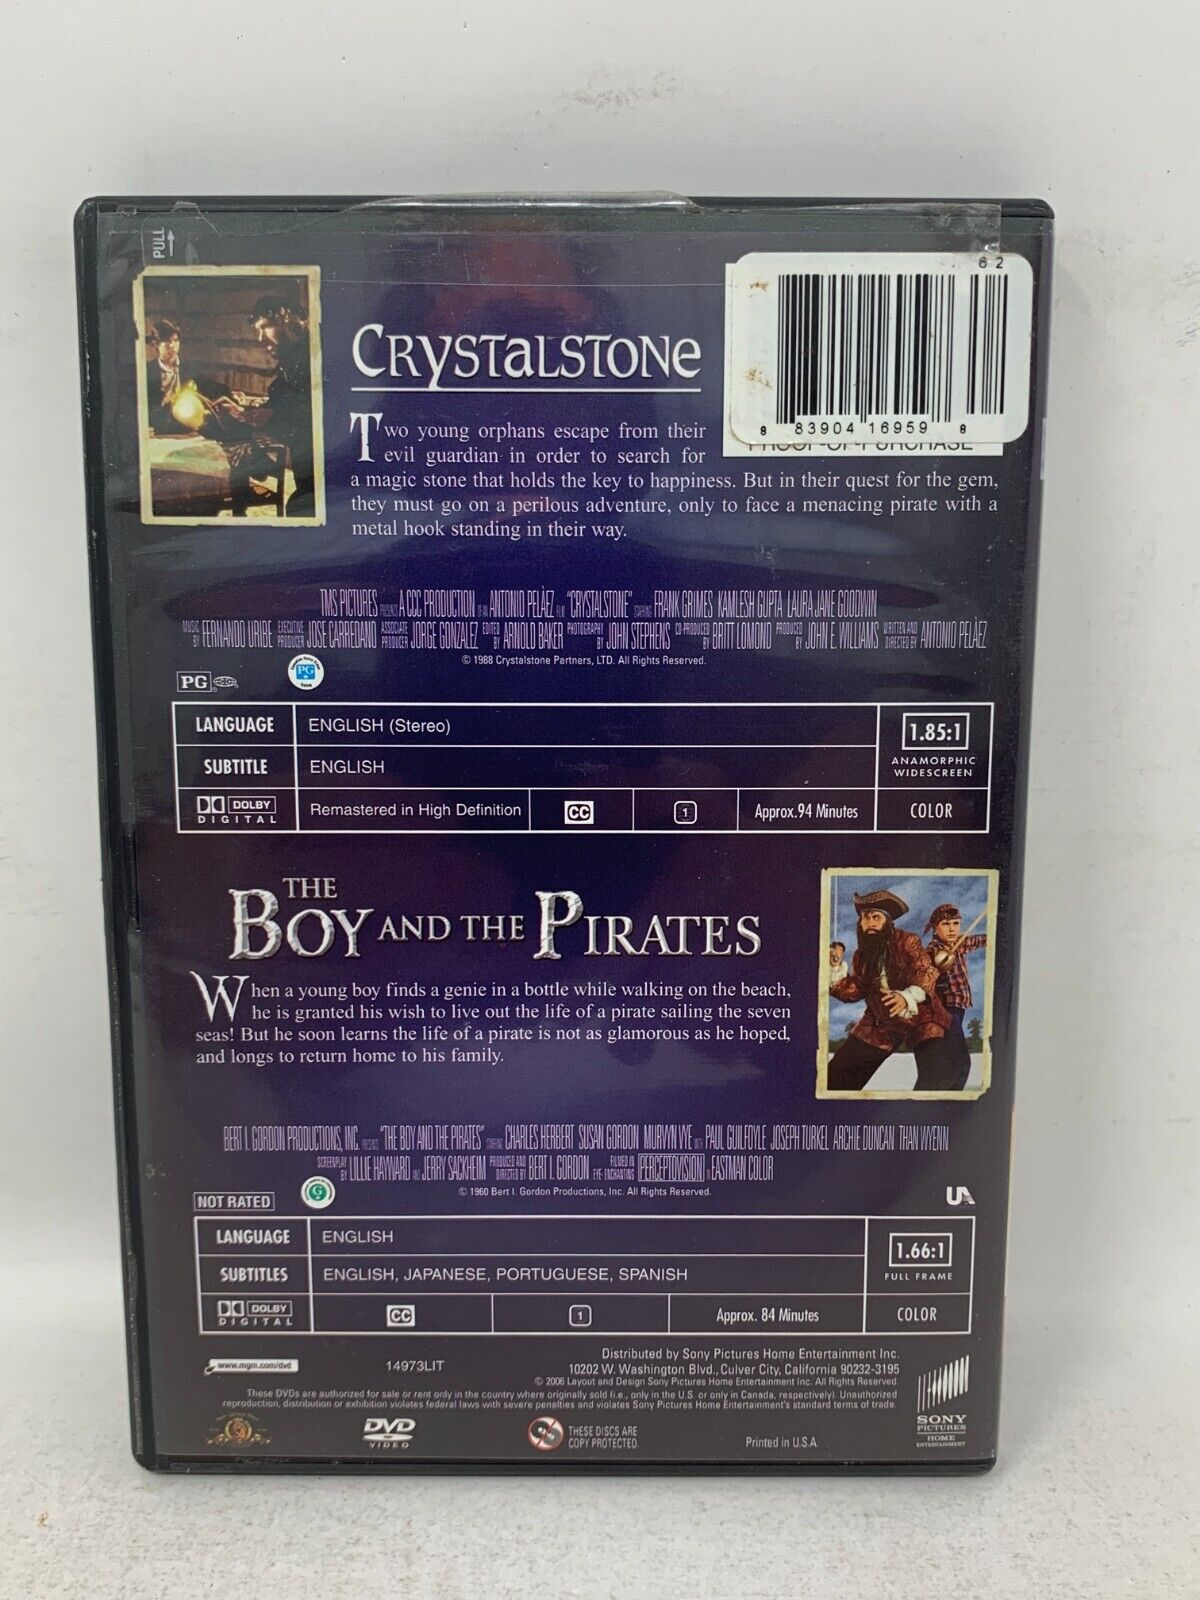 PULL
62
8 83904 16959 8
PROOF-OF-PURCHASE
CRYSTALSTONE
Two young orphans escape from their
evil guardian in order to search for
a magic stone that holds the key to happiness. But in their quest for the gem,
they must go on a perilous adventure, only to face a menacing pirate with a
metal hook standing in their way.
TMS PICTURES PRESENTS A CCC PRODUCTION OF AN ANTONIO PELÀEZ FILM "CRYSTALSTONE" STARRING FRANK GRIMES KAMLESH GUPTA LAURA JANE GOODWIN
MUSIC BY FERNANDO URIBE EXECUTIVE PRODUCER JOSE CARREDANO ASSOCIATE PRODUCER JORGE GONZALEZ EDITED BY ARNOLD BAKER PHOTOGRAPHY BY JOHN STEPHENS CO-PRODUCED BY BRITT LOMOND PRODUCED BY JOHN E. WILLIAMS WRITTEN AND DIRECTED BY ANTONIO PELÀEZ
© 1988 Crystalstone Partners, LTD. All Rights Reserved.
PG PG
LANGUAGE ENGLISH (Stereo) 1.85:1
ANAMORPHIC
WIDESCREEN
SUBTITLE ENGLISH
DOLBY DIGITAL Remastered in High Definition CC 1 Approx.94 Minutes COLOR
THE
BOY AND THE PIRATES
When a young boy finds a genie in a bottle while walking on the beach,
he is granted his wish to live out the life of a pirate sailing the seven
seas! But he soon learns the life of a pirate is not as glamorous as he hoped,
and longs to return home to his family.
BERT I. GORDON PRODUCTIONS, INC. PRESENTS "THE BOY AND THE PIRATES" STARRING CHARLES HERBERT SUSAN GORDON MURVYN VYE WITH PAUL GUILFOYLE JOSEPH TURKEL ARCHIE DUNCAN THAN WYENN
SCREENPLAY BY LILLIE HAYWARD AND JERRY SACKHEIM PRODUCED AND DIRECTED BY BERT I. GORDON FILMED IN EYE-ENCHANTING PERCEPTOVISION IN EASTMAN COLOR
© 1960 Bert I. Gordon Productions, Inc. All Rights Reserved.
NOT RATED G UA
LANGUAGE ENGLISH 1.66:1
FULL FRAME
SUBTITLES ENGLISH, JAPANESE, PORTUGUESE, SPANISH
DOLBY DIGITAL CC 1 Approx. 84 Minutes COLOR
www.mgm.com/dvd 14973LIT
Distributed by Sony Pictures Home Entertainment Inc.
10202 W. Washington Blvd., Culver City, California 90232-3195
© 2006 Layout and Design Sony Pictures Home Entertainment Inc. All Rights Reserved.
These DVDs are authorized for sale or rent only in the country where originally sold (i.e., only in the U.S. or only in Canada, respectively). Unauthorized
reproduction, distribution or exhibition violates federal laws with severe penalties and violates Sony Pictures Home Entertainment's standard terms of trade.
DVD
VIDEO
THESE DISCS ARE
COPY PROTECTED.
Printed in U.S.A.
SONY
PICTURES
HOME
ENTERTAINMENT